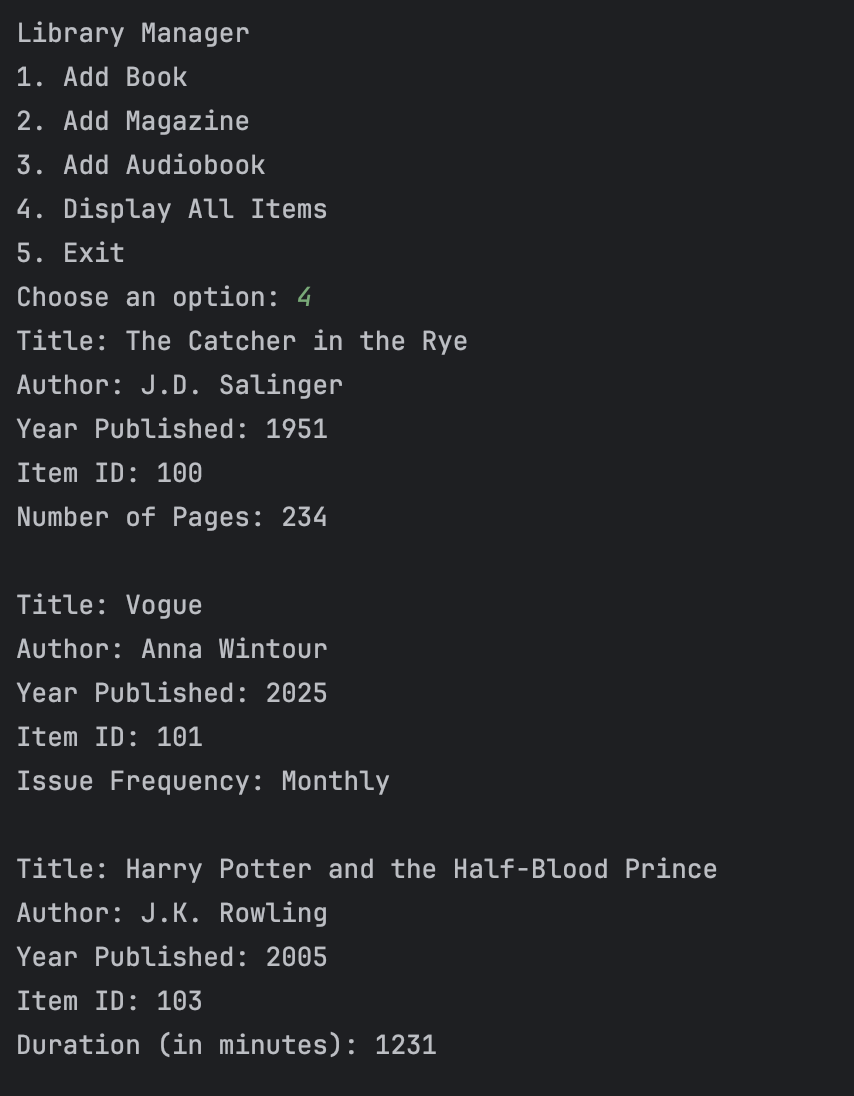 Library Manager
1. Add Book
2. Add Magazine
3. Add Audiobook
4. Display All Items
5. Exit
Choose an option: 4
Title: The Catcher in the Rye
Author: J.D. Salinger
Year Published: 1951
Item ID: 100
Number of Pages: 234

Title: Vogue
Author: Anna Wintour
Year Published: 2025
Item ID: 101
Issue Frequency: Monthly

Title: Harry Potter and the Half-Blood Prince
Author: J.K. Rowling
Year Published: 2005
Item ID: 103
Duration (in minutes): 1231